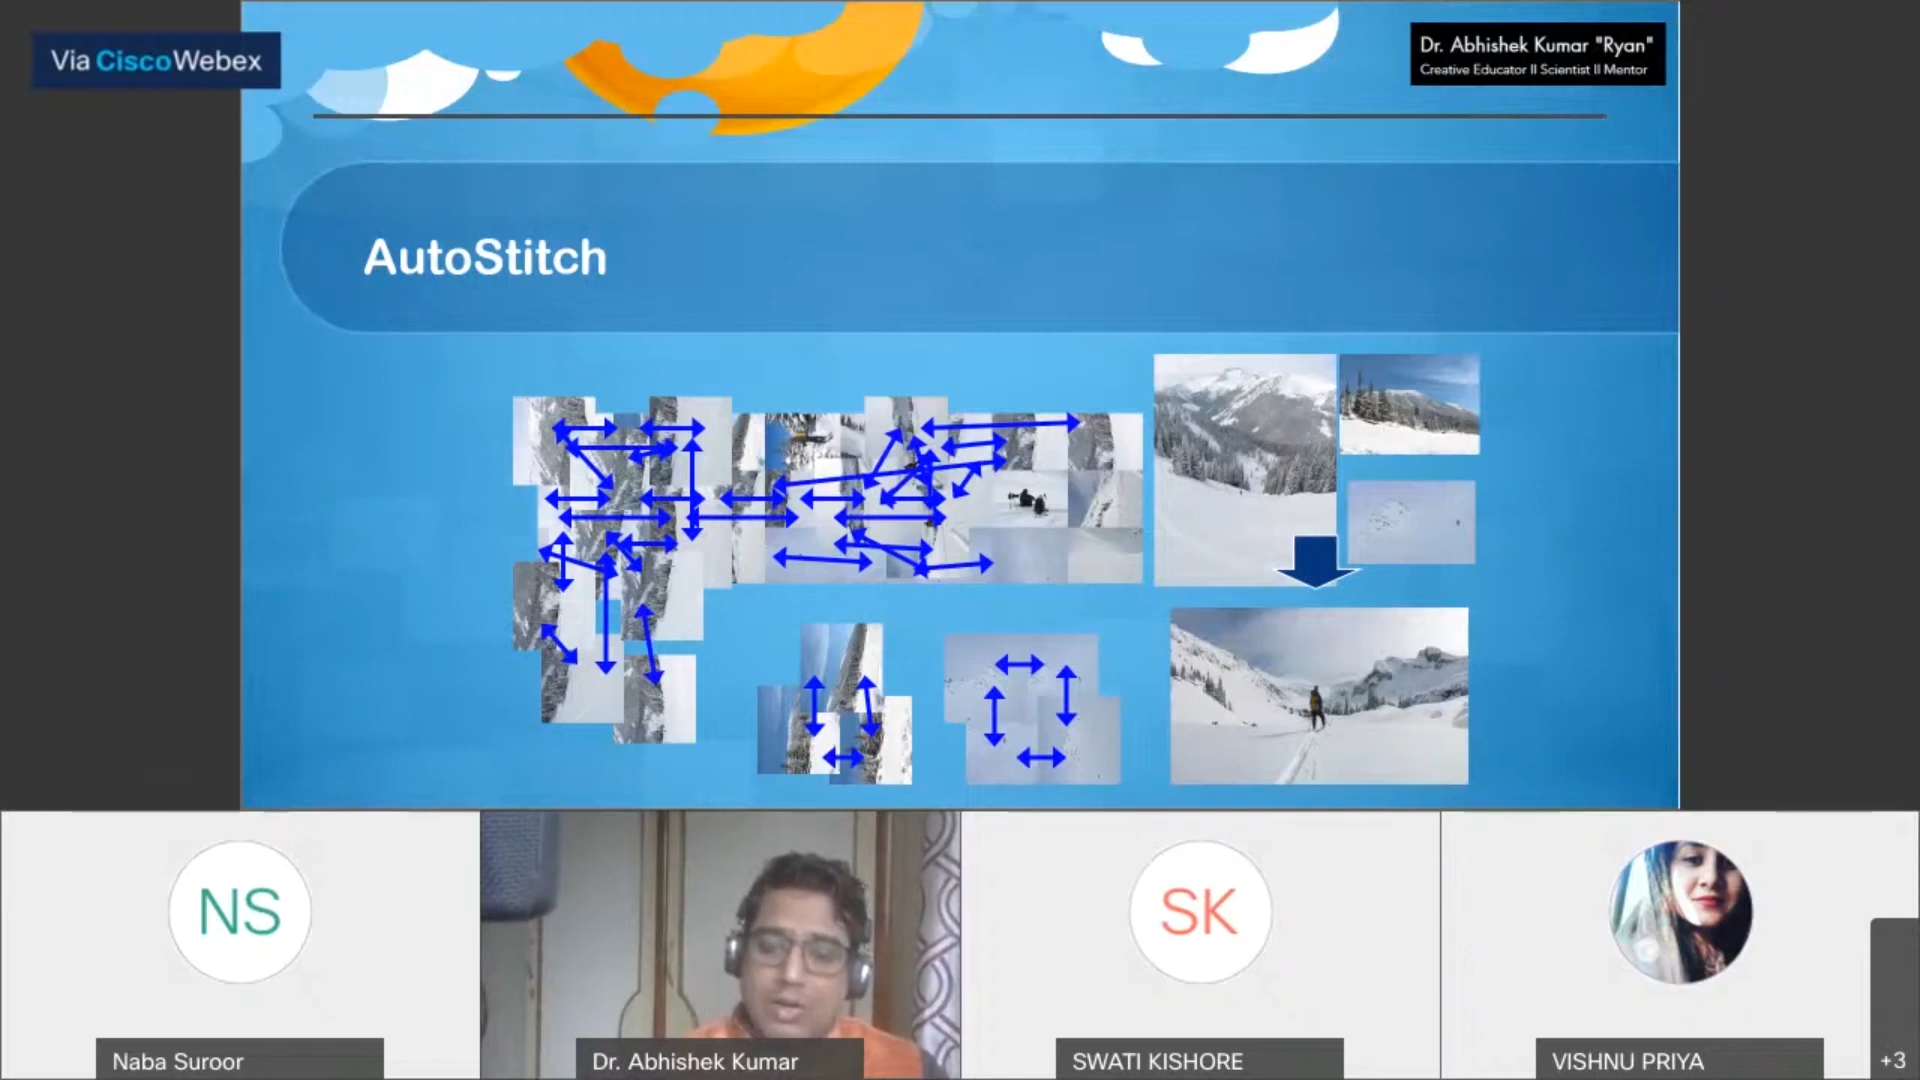 Via CiscoWebex
Dr. Abhishek Kumar "Ryan"
Creative Educator II Scientist II Mentor
AutoStitch
NS
SK
Naba Suroor
Dr. Abhishek Kumar
SWATI KISHORE
VISHNU PRIYA
+3